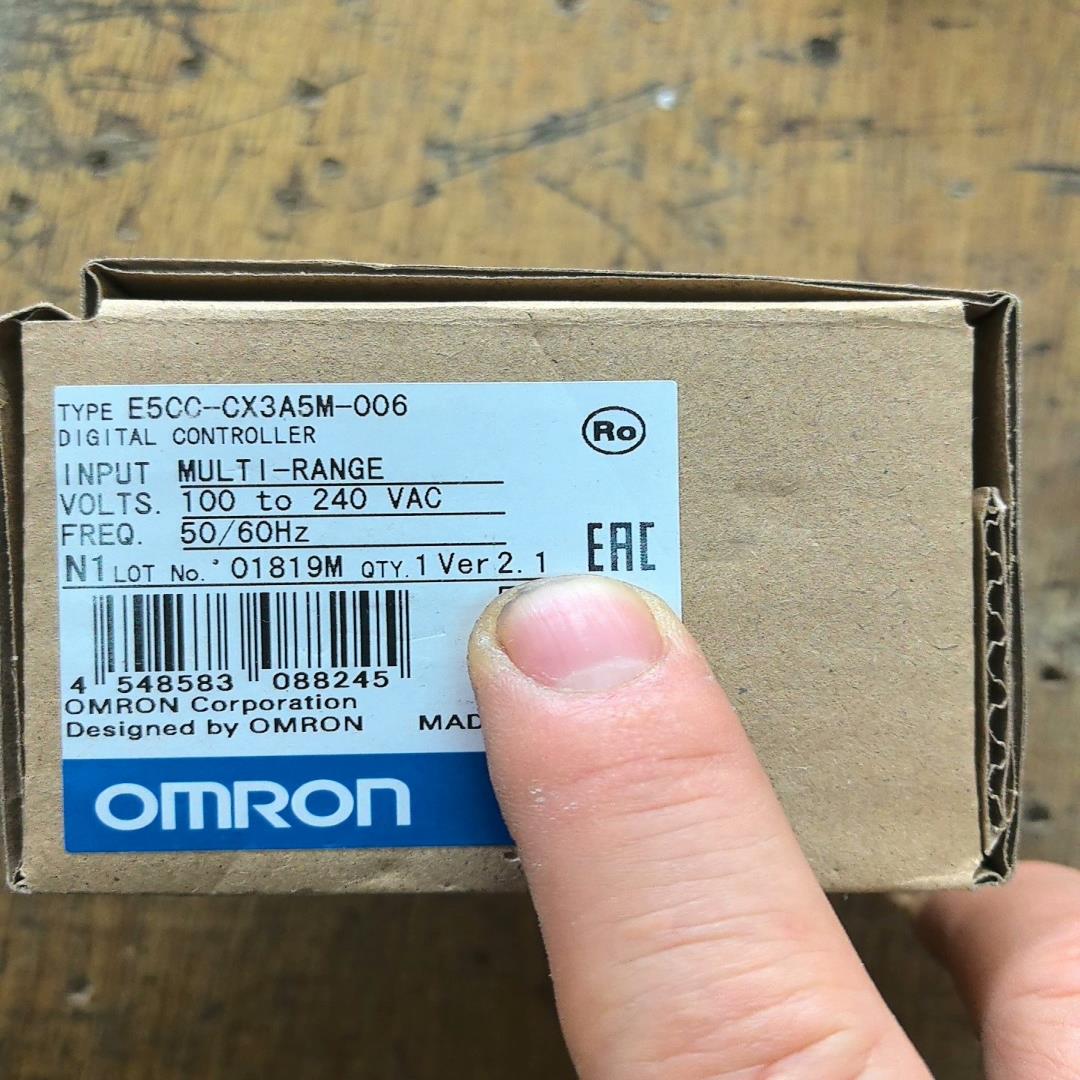 TYPE E5CC-CX3A5M-006
DIGITAL CONTROLLER
Ro
INPUT MULTI-RANGE
VOLTS. 100 to 240 VAC
FREQ. 50/60Hz
EAC
N1 LOT No. 01819M QTY. 1 Ver 2. 1
4 548583 088245
OMRON Corporation
Designed by OMRON MAD
OMRON